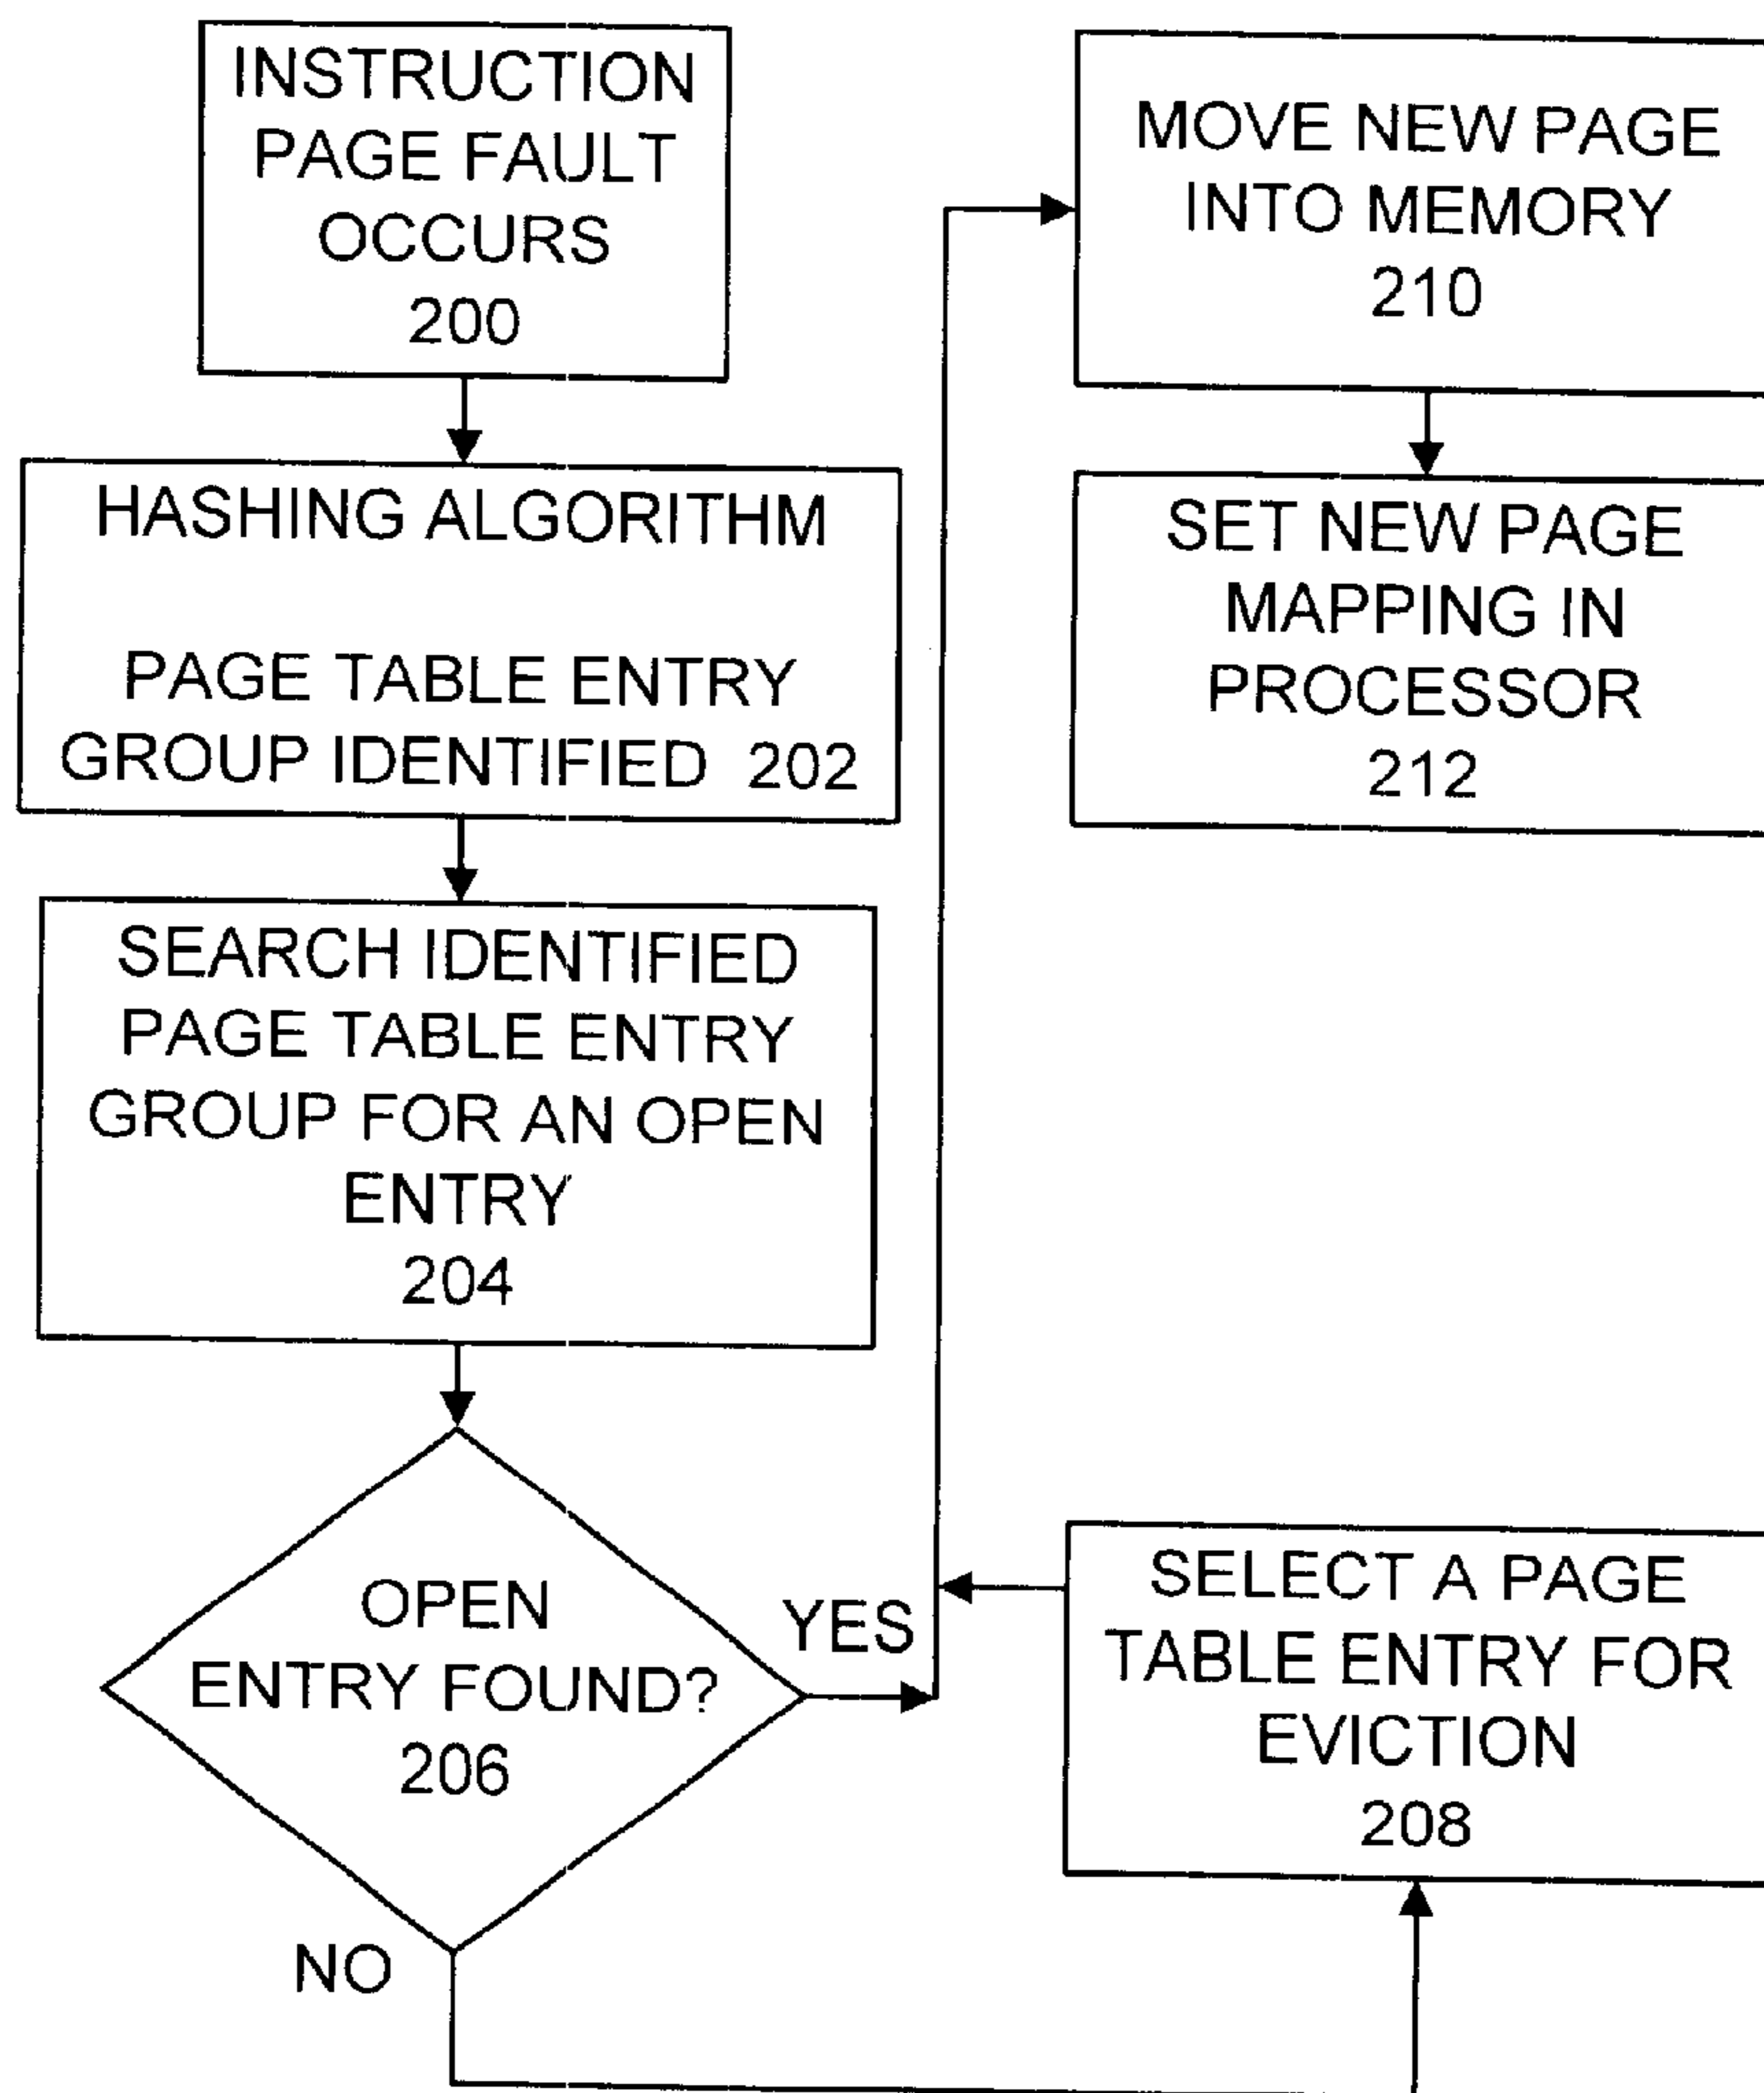 INSTRUCTION
PAGE FAULT
OCCURS
200
HASHING ALGORITHM
PAGE TABLE ENTRY
GROUP IDENTIFIED 202
SEARCH IDENTIFIED
PAGE TABLE ENTRY
GROUP FOR AN OPEN
ENTRY
204
OPEN
ENTRY FOUND?
206
YES
NO
SELECT A PAGE
TABLE ENTRY FOR
EVICTION
208
MOVE NEW PAGE
INTO MEMORY
210
SET NEW PAGE
MAPPING IN
PROCESSOR
212